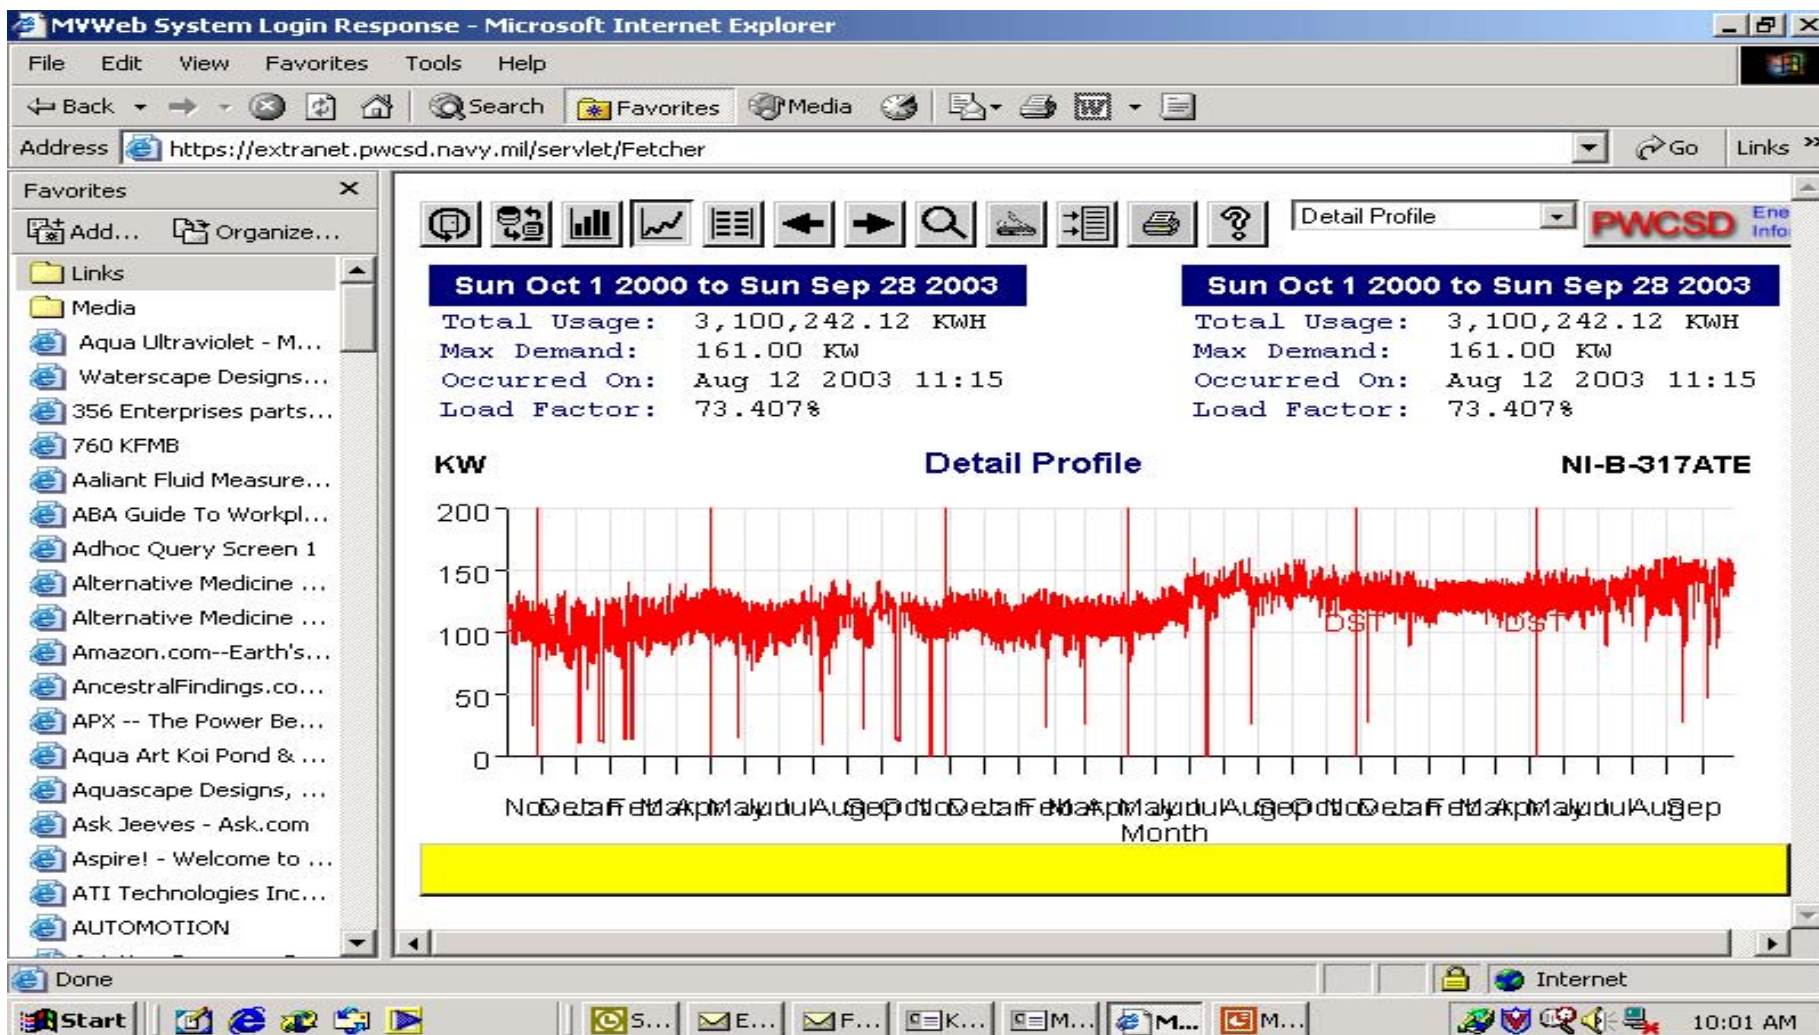 MVWeb System Login Response - Microsoft Internet Explorer
File Edit View Favorites Tools Help
Back Search Favorites Media
Address https://extranet.pwcsd.navy.mil/servlet/Fetcher Go Links »
Favorites
Add... Organize...
Links
Media
Aqua Ultraviolet - M...
Waterscape Designs...
356 Enterprises parts...
760 KFMB
Aaliant Fluid Measure...
ABA Guide To Workpl...
Adhoc Query Screen 1
Alternative Medicine ...
Alternative Medicine ...
Amazon.com--Earth's...
AncestralFindings.co...
APX -- The Power Be...
Aqua Art Koi Pond & ...
Aquascape Designs, ...
Ask Jeeves - Ask.com
Aspire! - Welcome to ...
ATI Technologies Inc...
AUTOMOTION
Detail Profile
PWCSD Ene
Info
Sun Oct 1 2000 to Sun Sep 28 2003
Total Usage: 3,100,242.12 KWH
Max Demand: 161.00 KW
Occurred On: Aug 12 2003 11:15
Load Factor: 73.407%
Sun Oct 1 2000 to Sun Sep 28 2003
Total Usage: 3,100,242.12 KWH
Max Demand: 161.00 KW
Occurred On: Aug 12 2003 11:15
Load Factor: 73.407%
KW Detail Profile NI-B-317ATE
200
150
100
50
0
DST DST
Month
Done Internet
Start S... E... F... K... M... M... M... 10:01 AM